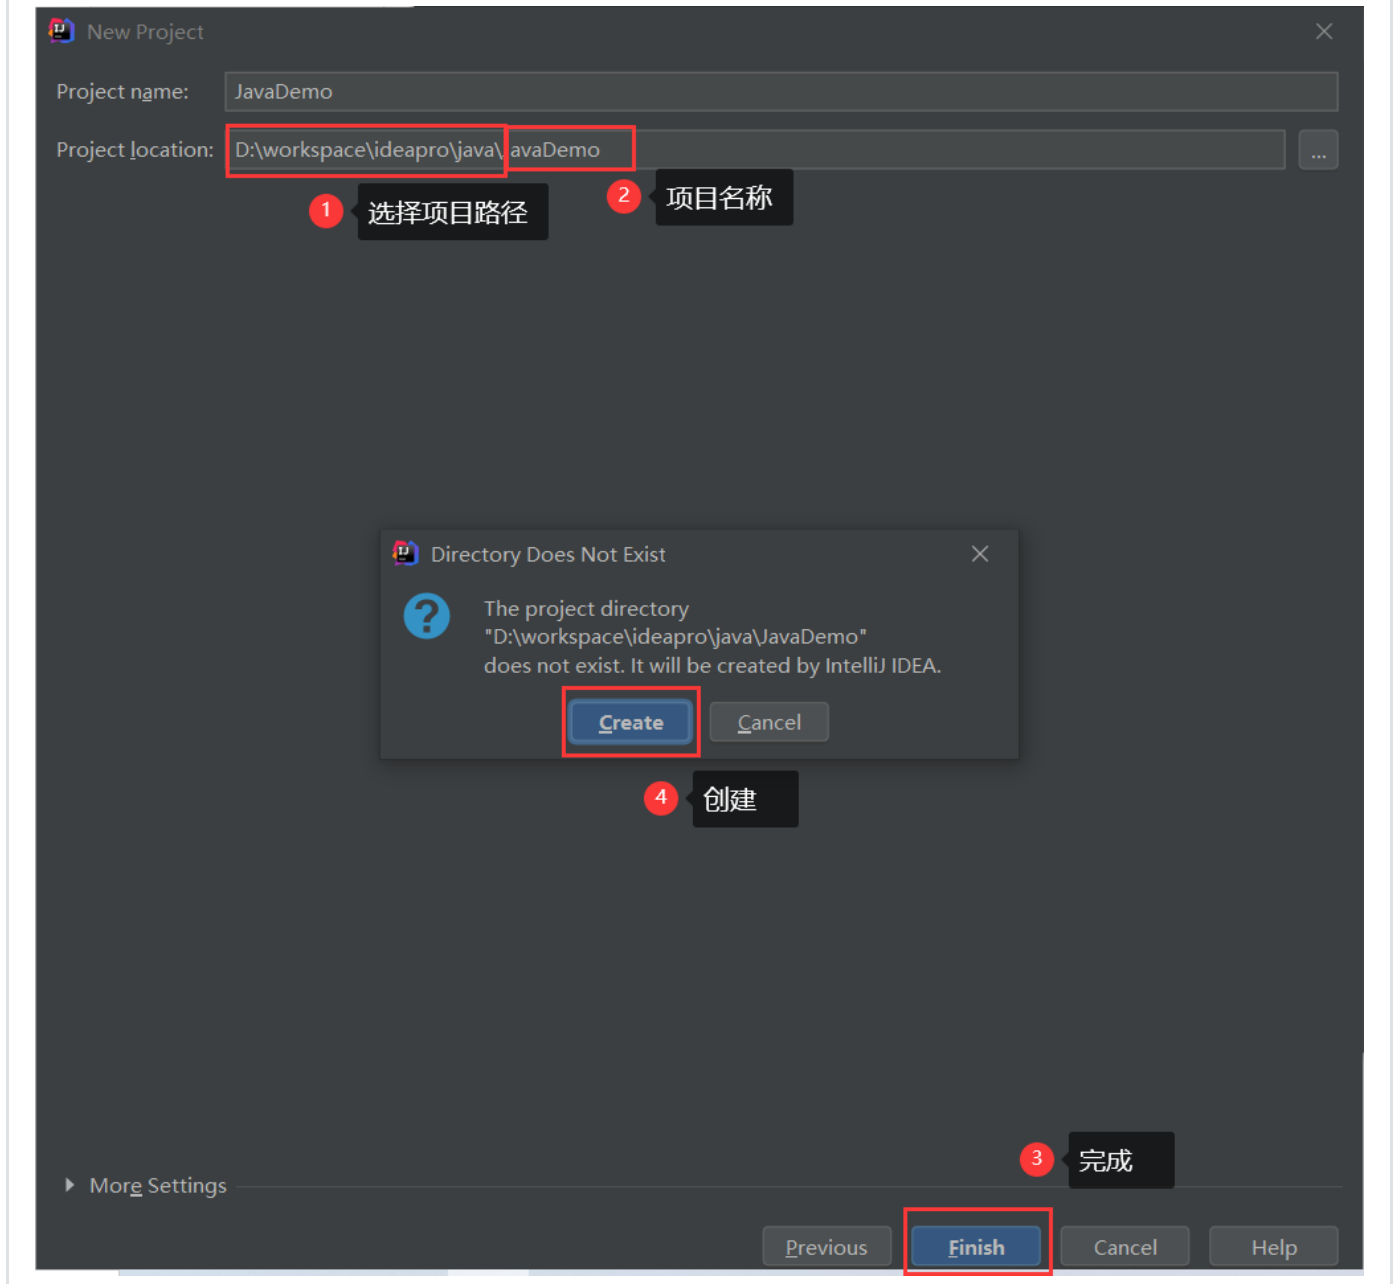 New Project
Project name: JavaDemo
Project location: D:\workspace\ideapro\java\JavaDemo ...
1 选择项目路径
2 项目名称
Directory Does Not Exist
?
The project directory
"D:\workspace\ideapro\java\JavaDemo"
does not exist. It will be created by IntelliJ IDEA.
Create Cancel
4 创建
3 完成
More Settings
Previous Finish Cancel Help